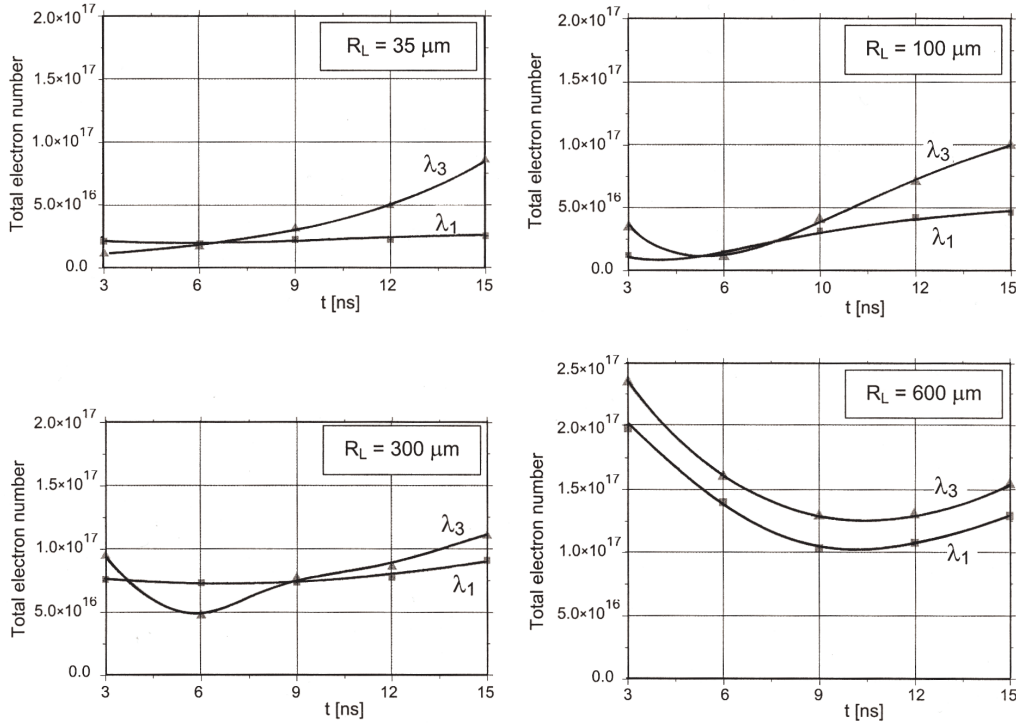 Total electron number
2.0×10¹⁷
1.5×10¹⁷
1.0×10¹⁷
5.0×10¹⁶
0.0
R_L = 35 μm
λ₃
λ₁
3 6 9 12 15
t [ns]
Total electron number
2.0×10¹⁷
1.5×10¹⁷
1.0×10¹⁷
5.0×10¹⁶
0.0
R_L = 100 μm
λ₃
λ₁
3 6 10 12 15
t [ns]
Total electron number
2.0×10¹⁷
1.5×10¹⁷
1.0×10¹⁷
5.0×10¹⁶
0.0
R_L = 300 μm
λ₃
λ₁
3 6 9 12 15
t [ns]
Total electron number
2.5×10¹⁷
2.0×10¹⁷
1.5×10¹⁷
1.0×10¹⁷
5.0×10¹⁶
0.0
R_L = 600 μm
λ₃
λ₁
3 6 9 12 15
t [ns]